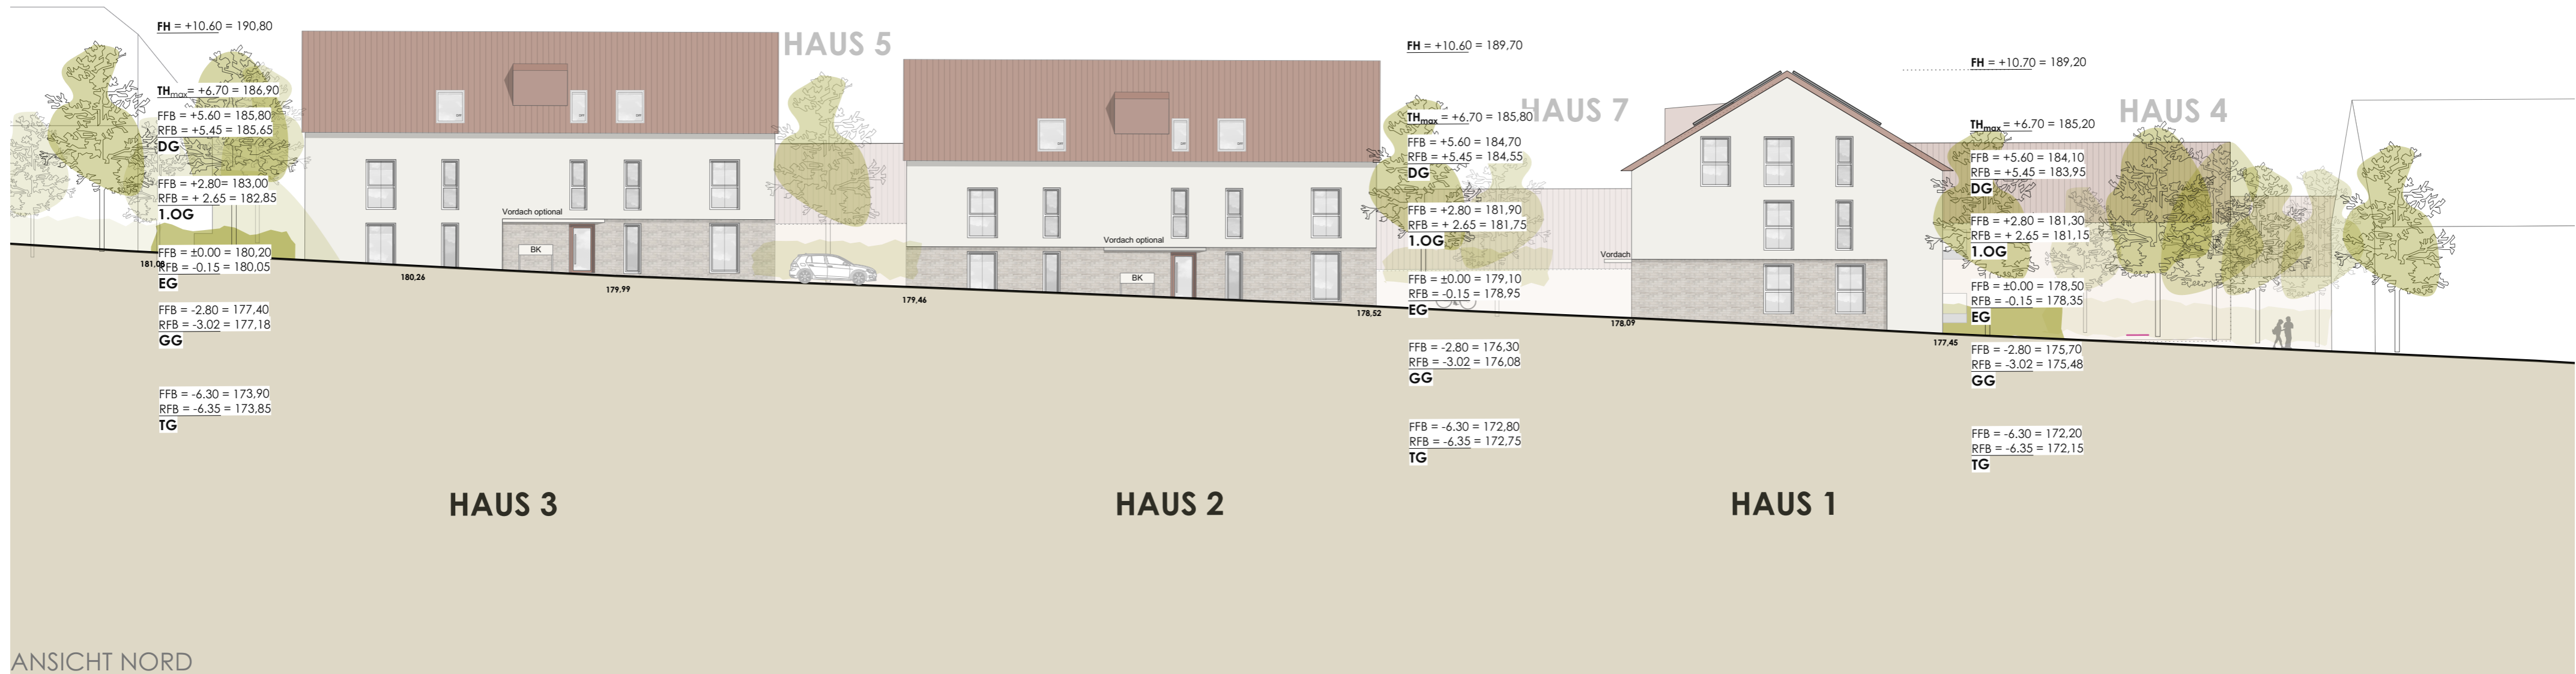 FH = +10.60 = 190,80
THmax= +6.70 = 186,90
FFB = +5.60 = 185,80
RFB = +5.45 = 185,65
DG
FFB = +2.80= 183,00
RFB = + 2.65 = 182,85
1.OG
FFB = ±0.00 = 180,20
RFB = -0.15 = 180,05
EG
FFB = -2.80 = 177,40
RFB = -3.02 = 177,18
GG
FFB = -6.30 = 173,90
RFB = -6.35 = 173,85
TG
180,26
Vordach optional
BK
179,99
HAUS 3
HAUS 5
179,46
Vordach optional
BK
178,52
HAUS 2
FH = +10.60 = 189,70
THmax = +6.70 = 185,80
FFB = +5.60 = 184,70
RFB = +5.45 = 184,55
DG
FFB = +2.80 = 181,90
RFB = + 2.65 = 181,75
1.OG
FFB = ±0.00 = 179,10
RFB = -0.15 = 178,95
EG
FFB = -2.80 = 176,30
RFB = -3.02 = 176,08
GG
FFB = -6.30 = 172,80
RFB = -6.35 = 172,75
TG
HAUS 7
Vordach
178,09
HAUS 1
177,45
FH = +10.70 = 189,20
THmax = +6.70 = 185,20
FFB = +5.60 = 184,10
RFB = +5.45 = 183,95
DG
FFB = +2.80 = 181,30
RFB = + 2.65 = 181,15
1.OG
FFB = ±0.00 = 178,50
RFB = -0.15 = 178,35
EG
FFB = -2.80 = 175,70
RFB = -3.02 = 175,48
GG
FFB = -6.30 = 172,20
RFB = -6.35 = 172,15
TG
HAUS 4
ANSICHT NORD